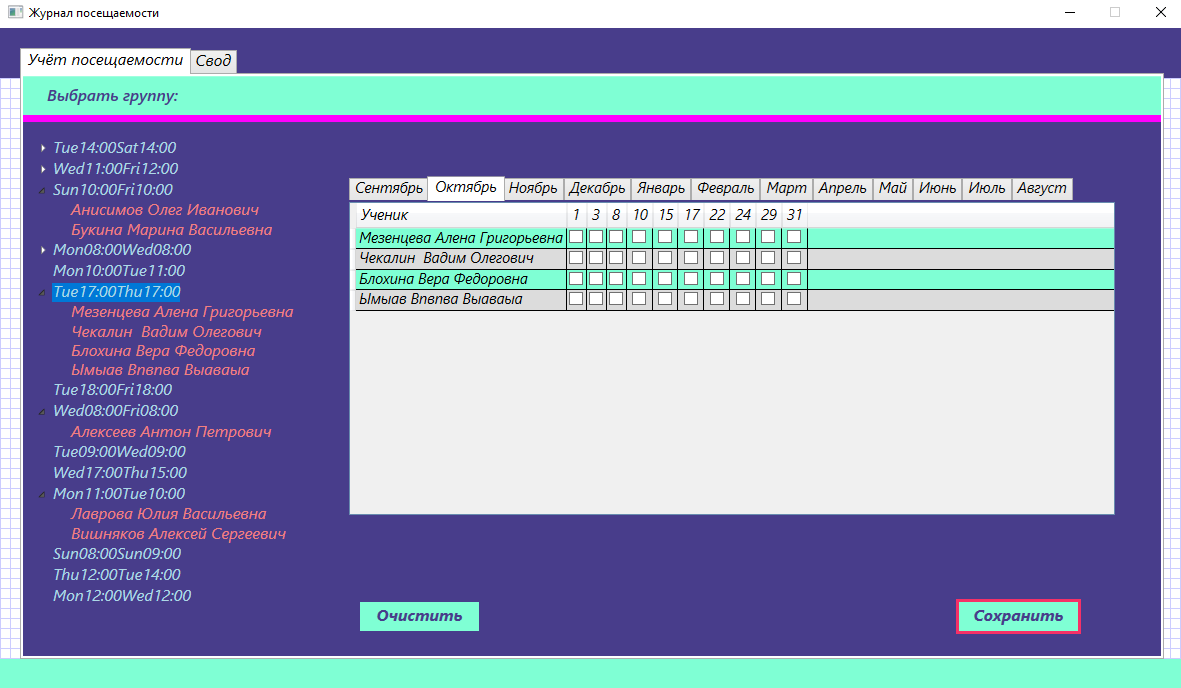 Журнал посещаемости
Учёт посещаемости Свод
Выбрать группу:
Tue14:00Sat14:00
Wed11:00Fri12:00
Sun10:00Fri10:00
Анисимов Олег Иванович
Букина Марина Васильевна
Mon08:00Wed08:00
Mon10:00Tue11:00
Tue17:00Thu17:00
Мезенцева Алена Григорьевна
Чекалин Вадим Олегович
Блохина Вера Федоровна
Ымыав Впвпва Выаваыа
Tue18:00Fri18:00
Wed08:00Fri08:00
Алексеев Антон Петрович
Tue09:00Wed09:00
Wed17:00Thu15:00
Mon11:00Tue10:00
Лаврова Юлия Васильевна
Вишняков Алексей Сергеевич
Sun08:00Sun09:00
Thu12:00Tue14:00
Mon12:00Wed12:00
Сентябрь Октябрь Ноябрь Декабрь Январь Февраль Март Апрель Май Июнь Июль Август
Ученик 1 3 8 10 15 17 22 24 29 31
Мезенцева Алена Григорьевна
Чекалин Вадим Олегович
Блохина Вера Федоровна
Ымыав Впвпва Выаваыа
Очистить Сохранить